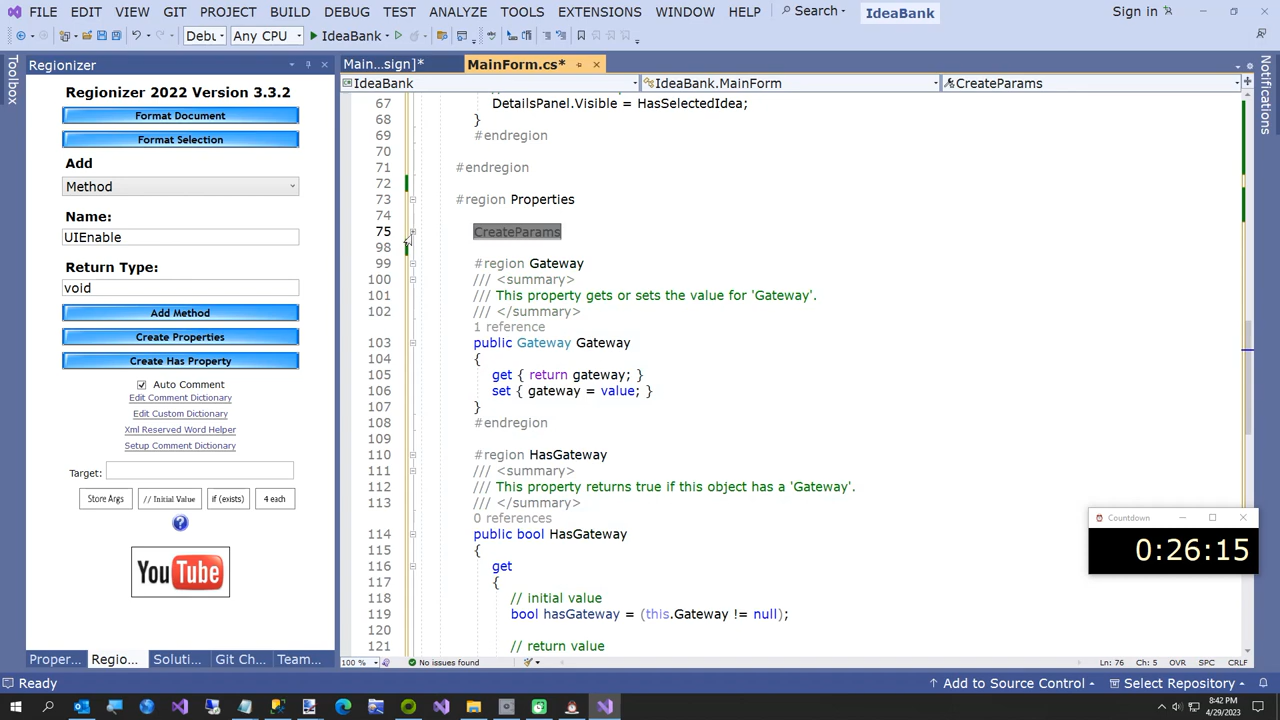 FILE EDIT VIEW GIT PROJECT BUILD DEBUG TEST ANALYZE TOOLS EXTENSIONS WINDOW HELP Search IdeaBank Sign in
Debu Any CPU IdeaBank
Toolbox
Regionizer
Regionizer 2022 Version 3.3.2
Format Document
Format Selection
Add
Method
Name:
UIEnable
Return Type:
void
Add Method
Create Properties
Create Has Property
Auto Comment
Edit Comment Dictionary
Edit Custom Dictionary
Xml Reserved Word Helper
Setup Comment Dictionary
Target:
Store Args // Initial Value if (exists) 4 each
?
YouTube
Proper... Regio... Soluti... Git Ch... Team...
Main...sign]* MainForm.cs*
IdeaBank IdeaBank.MainForm CreateParams
67 DetailsPanel.Visible = HasSelectedIdea;
68 }
69 #endregion
70
71 #endregion
72
73 #region Properties
74
75 CreateParams
98
99 #region Gateway
100 /// <summary>
101 /// This property gets or sets the value for 'Gateway'.
102 /// </summary>
1 reference
103 public Gateway Gateway
104 {
105 get { return gateway; }
106 set { gateway = value; }
107 }
108 #endregion
109
110 #region HasGateway
111 /// <summary>
112 /// This property returns true if this object has a 'Gateway'.
113 /// </summary>
0 references
114 public bool HasGateway
115 {
116 get
117 {
118 // initial value
119 bool hasGateway = (this.Gateway != null);
120
121 // return value
100 % No issues found Ln: 76 Ch: 5 OVR SPC CRLF
Notifications
Countdown
0:26:15
Ready Add to Source Control Select Repository
8:42 PM
4/29/2023